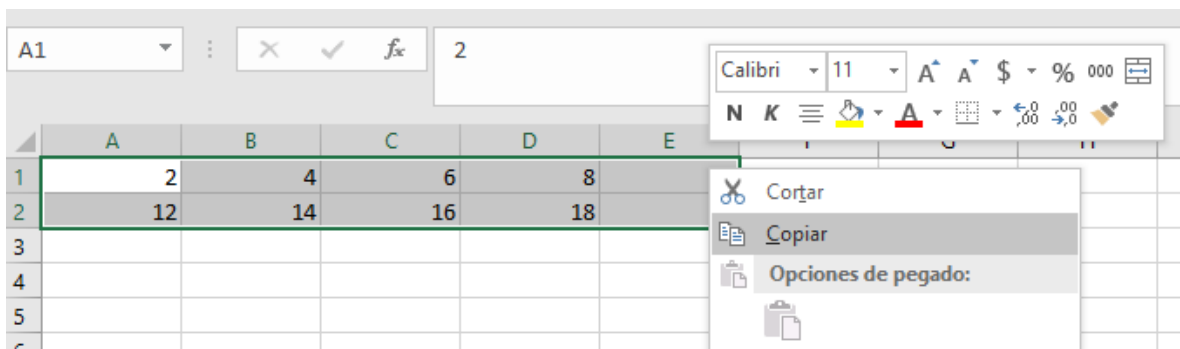 A1 fx 2
Calibri 11 A A $ % 000
N K A ,00 ,00 ,0
A B C D E
1 2 4 6 8
2 12 14 16 18
3
4
5
Cortar
Copiar
Opciones de pegado: